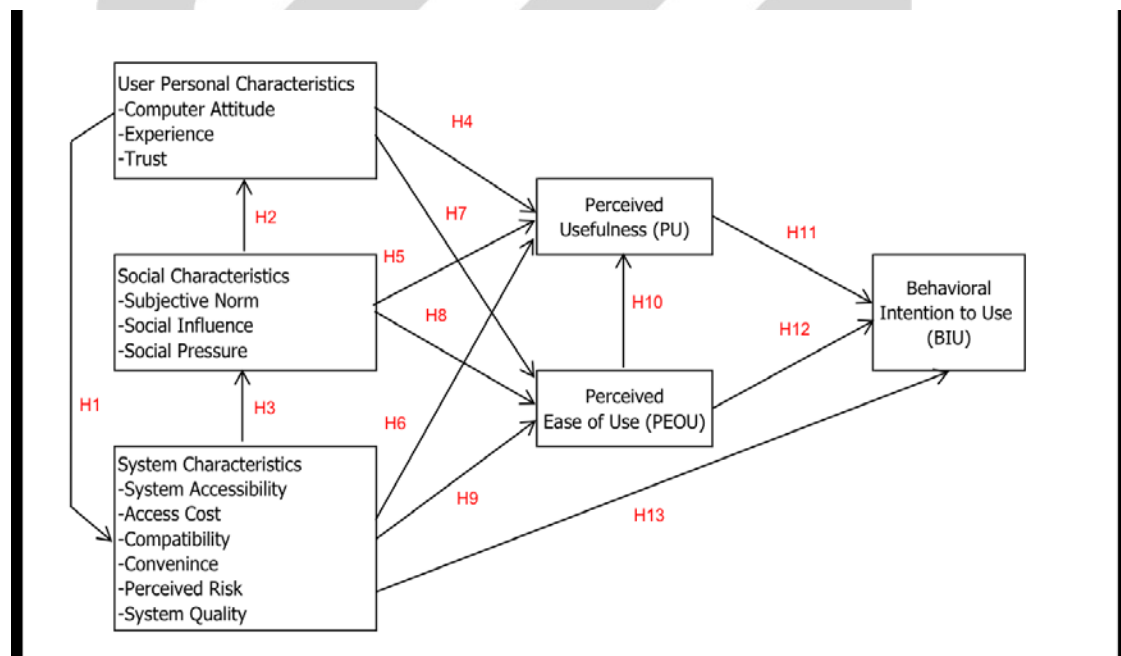 User Personal Characteristics
-Computer Attitude
-Experience
-Trust
H4
H7
H2
Perceived
Usefulness (PU)
H11
H5
Social Characteristics
-Subjective Norm
-Social Influence
-Social Pressure
H8
H10
Behavioral
Intention to Use
(BIU)
H12
H1
H3
H6
Perceived
Ease of Use (PEOU)
System Characteristics
-System Accessibility
-Access Cost
-Compatibility
-Convenince
-Perceived Risk
-System Quality
H9
H13